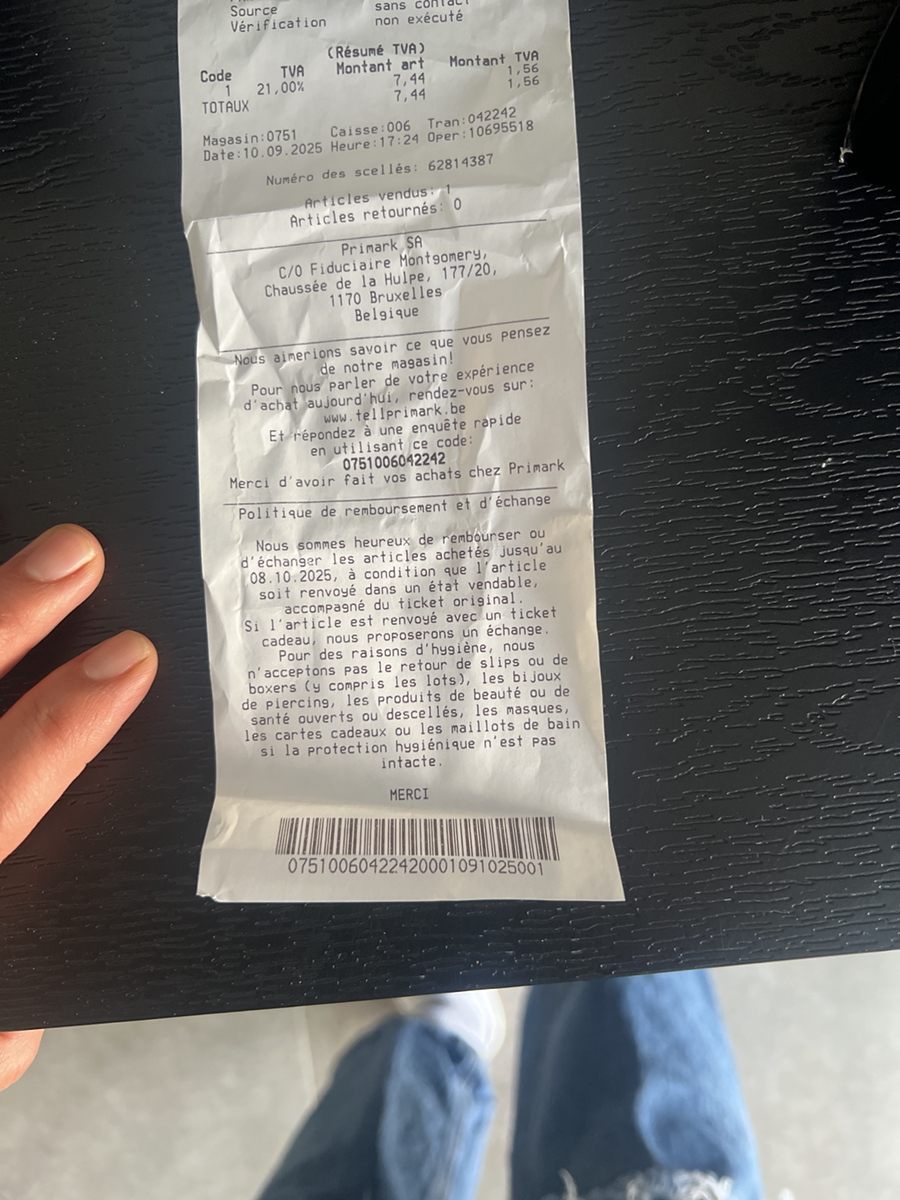 Source sans contact
Vérification non exécuté
(Résumé TVA)
Code TVA Montant art Montant TVA
1 21,00% 7,44 1,56
TOTAUX 7,44 1,56
Magasin:0751 Caisse:006 Tran:042242
Date:10.09.2025 Heure:17:24 Oper:10695518
Numéro des scellés: 62814387
Articles vendus: 1
Articles retournés: 0
Primark SA
C/O Fiduciaire Montgomery,
Chaussée de la Hulpe, 177/20,
1170 Bruxelles
Belgique
Nous aimerions savoir ce que vous pensez
de notre magasin!
Pour nous parler de votre expérience
d'achat aujourd'hui, rendez-vous sur:
www.tellprimark.be
Et répondez à une enquête rapide
en utilisant ce code:
0751006042242
Merci d'avoir fait vos achats chez Primark
Politique de remboursement et d'échange
Nous sommes heureux de rembourser ou
d'échanger les articles achetés jusqu'au
08.10.2025, à condition que l'article
soit renvoyé dans un état vendable,
accompagné du ticket original.
Si l'article est renvoyé avec un ticket
cadeau, nous proposerons un échange.
Pour des raisons d'hygiène, nous
n'acceptons pas le retour de slips ou de
boxers (y compris les lots), les bijoux
de piercing, les produits de beauté ou de
santé ouverts ou descellés, les masques,
les cartes cadeaux ou les maillots de bain
si la protection hygiénique n'est pas
intacte.
MERCI
07510060422420001091025001